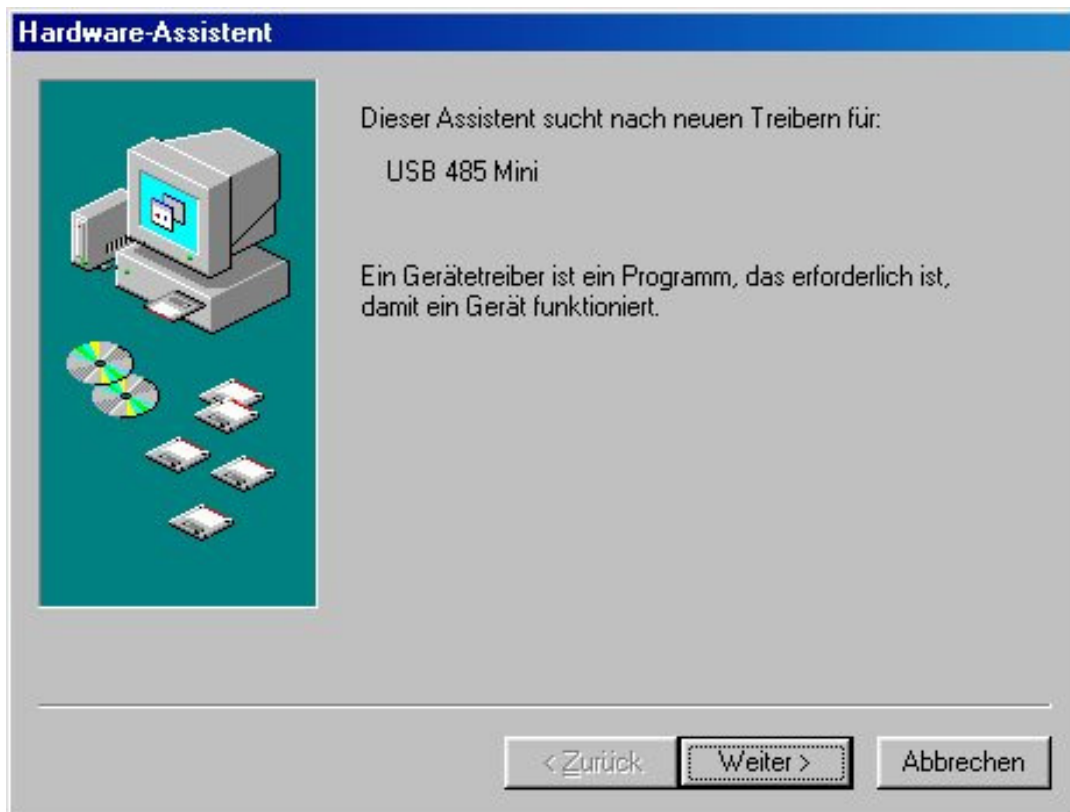 Hardware-Assistent
Dieser Assistent sucht nach neuen Treibern für:
USB 485 Mini
Ein Gerätetreiber ist ein Programm, das erforderlich ist,
damit ein Gerät funktioniert.
< Zurück
Weiter >
Abbrechen